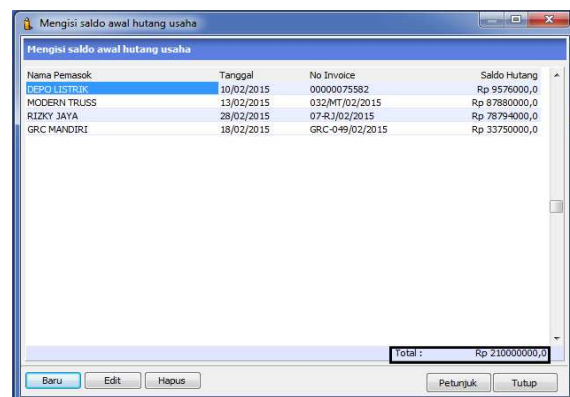 Mengisi saldo awal hutang usaha
Mengisi saldo awal hutang usaha
Nama Pemasok Tanggal No Invoice Saldo Hutang
DEPO LISTRIK 10/02/2015 00000075582 Rp 9576000,0
MODERN TRUSS 13/02/2015 032/MT/02/2015 Rp 87880000,0
RIZKY JAYA 28/02/2015 07-RJ/02/2015 Rp 78794000,0
GRC MANDIRI 18/02/2015 GRC-049/02/2015 Rp 33750000,0
Total : Rp 210000000,0
Baru Edit Hapus Petunjuk Tutup